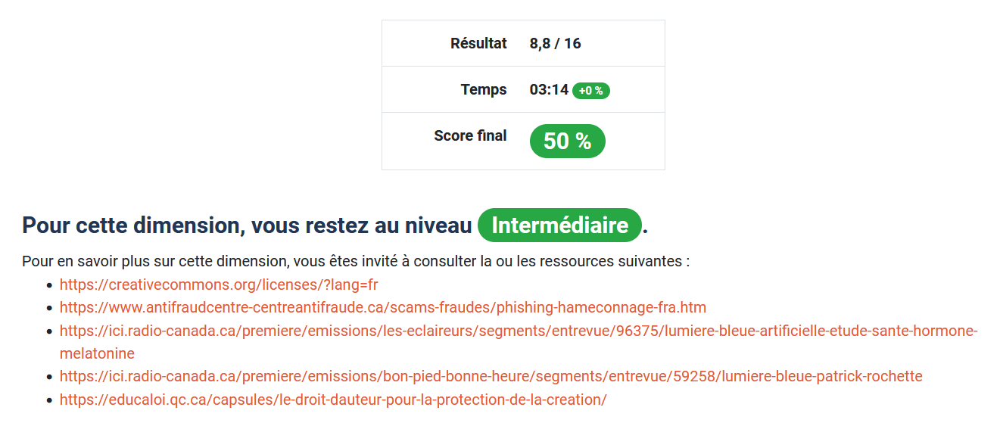 Résultat 8,8 / 16
Temps 03:14 +0 %
Score final 50 %
Pour cette dimension, vous restez au niveau Intermédiaire.
Pour en savoir plus sur cette dimension, vous êtes invité à consulter la ou les ressources suivantes :
• https://creativecommons.org/licenses/?lang=fr
• https://www.antifraudcentre-centreantifraude.ca/scams-fraudes/phishing-hameconnage-fra.htm
• https://ici.radio-canada.ca/premiere/emissions/les-eclaireurs/segments/entrevue/96375/lumiere-bleue-artificielle-etude-sante-hormone-
melatonine
• https://ici.radio-canada.ca/premiere/emissions/bon-pied-bonne-heure/segments/entrevue/59258/lumiere-bleue-patrick-rochette
• https://educaloi.qc.ca/capsules/le-droit-dauteur-pour-la-protection-de-la-creation/